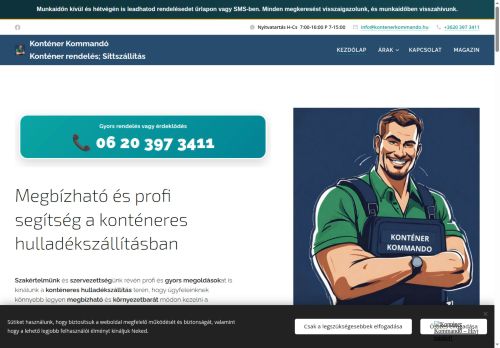 Munkaidőn kívül és hétvégén is leadhatod rendelésedet űrlapon vagy SMS-ben. Minden megkeresést visszaigazolunk, és munkaidőben visszahívunk.
Nyitvatartás H-Cs 7:00-16:00 P 7-15:00
info@kontenerkommando.hu
+3620 397 3411
Konténer Kommandó
Konténer rendelés; Sittszállítás
KEZDŐLAP
ÁRAK
KAPCSOLAT
MAGAZIN
Gyors rendelés vagy érdeklődés
06 20 397 3411
KONTÉNER
KOMMANDO
Megbízható és profi
segítség a konténeres
hulladékszállításban
Szakértelmünk és szervezettségünk révén profi és gyors megoldásokat is
kínálunk a konténeres hulladékszállítás terén, hogy ügyfeleinknek
könnyebb legyen megbízható és környezetbarát módon kezelni a
Sütiket használunk, hogy biztosítsuk a weboldal megfelelő működését és biztonságát, valamint
hogy a lehető legjobb felhasználói élményt kínáljuk Neked.
Csak a legszükségesebbek elfogadása